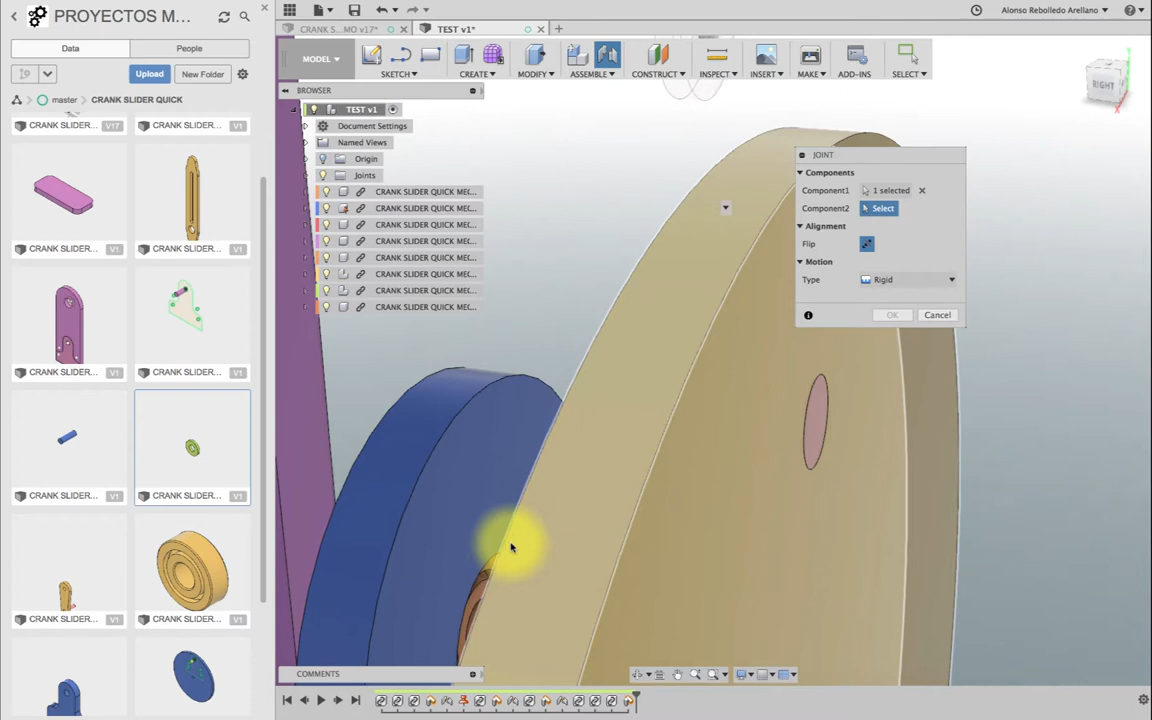 PROYECTOS M...
Data
People
Upload
New Folder
master
CRANK SLIDER QUICK
CRANK SLIDER...
V17
CRANK SLIDER...
V1
CRANK SLIDER...
V1
CRANK SLIDER...
V1
CRANK SLIDER...
V1
CRANK SLIDER...
V1
CRANK SLIDER...
V1
CRANK SLIDER...
V1
CRANK SLIDER...
V1
CRANK SLIDER...
V1
Alonso Rebolledo Arellano
CRANK S...MO v17*
TEST v1*
MODEL
SKETCH
CREATE
MODIFY
ASSEMBLE
CONSTRUCT
INSPECT
INSERT
MAKE
ADD-INS
SELECT
BROWSER
TEST v1
Document Settings
Named Views
Origin
Joints
CRANK SLIDER QUICK MEC...
CRANK SLIDER QUICK MEC...
CRANK SLIDER QUICK MEC...
CRANK SLIDER QUICK MEC...
CRANK SLIDER QUICK MEC...
CRANK SLIDER QUICK MEC...
CRANK SLIDER QUICK MEC...
CRANK SLIDER QUICK MEC...
RIGHT
JOINT
Components
Component1
1 selected
Component2
Select
Alignment
Flip
Motion
Type
Rigid
OK
Cancel
COMMENTS